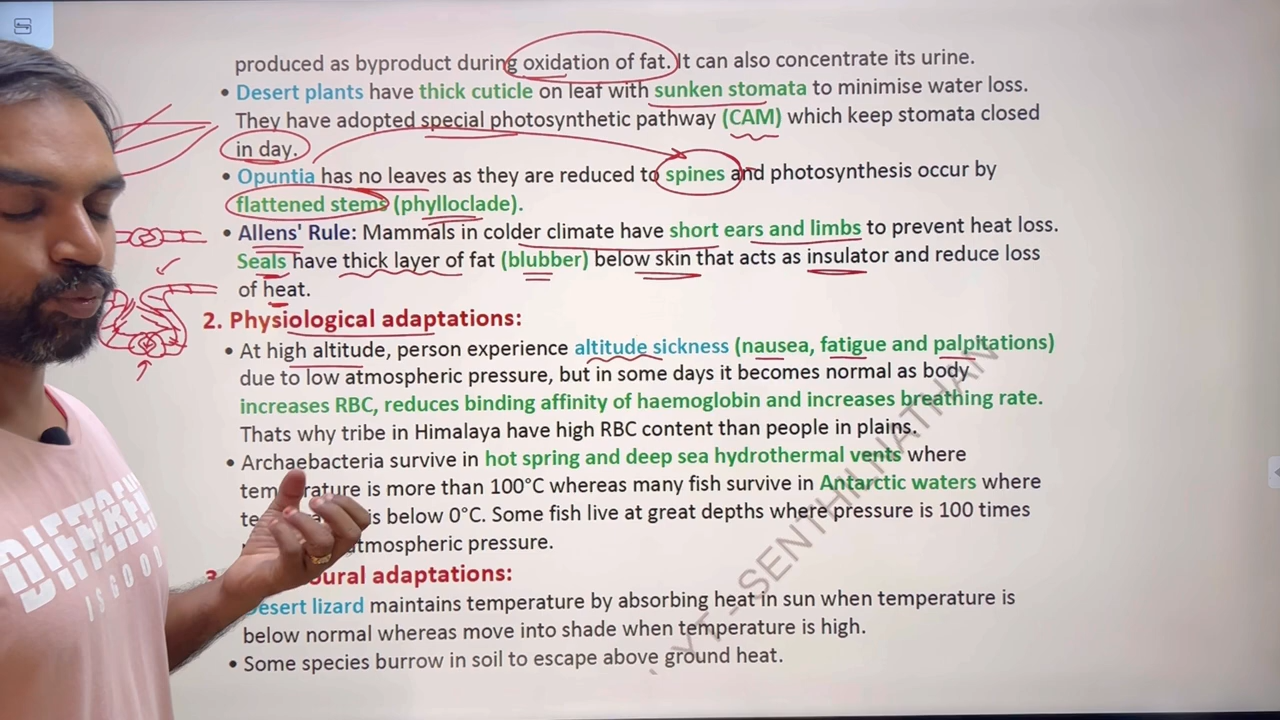 produced as byproduct during oxidation of fat. It can also concentrate its urine.
• Desert plants have thick cuticle on leaf with sunken stomata to minimise water loss.
They have adopted special photosynthetic pathway (CAM) which keep stomata closed
in day.
• Opuntia has no leaves as they are reduced to spines and photosynthesis occur by
flattened stems (phylloclade).
• Allens' Rule: Mammals in colder climate have short ears and limbs to prevent heat loss.
Seals have thick layer of fat (blubber) below skin that acts as insulator and reduce loss
of heat.
2. Physiological adaptations:
• At high altitude, person experience altitude sickness (nausea, fatigue and palpitations)
due to low atmospheric pressure, but in some days it becomes normal as body
increases RBC, reduces binding affinity of haemoglobin and increases breathing rate.
Thats why tribe in Himalaya have high RBC content than people in plains.
• Archaebacteria survive in hot spring and deep sea hydrothermal vents where
is more than 100°C whereas many fish survive in Antarctic waters where
is below 0°C. Some fish live at great depths where pressure is 100 times
atmospheric pressure.
adaptations:
Desert lizard maintains temperature by absorbing heat in sun when temperature is
below normal whereas move into shade when temperature is high.
• Some species burrow in soil to escape above ground heat.
YT - SENTHILNATHAN
DIFFERE
IS GOOD